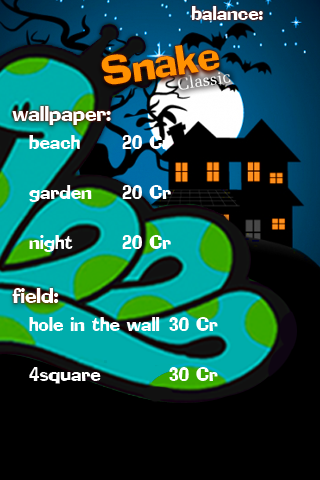 balance:
Snake
Classic
wallpaper:
beach 20 Cr
garden 20 Cr
night 20 Cr
field:
hole in the wall 30 Cr
4square 30 Cr